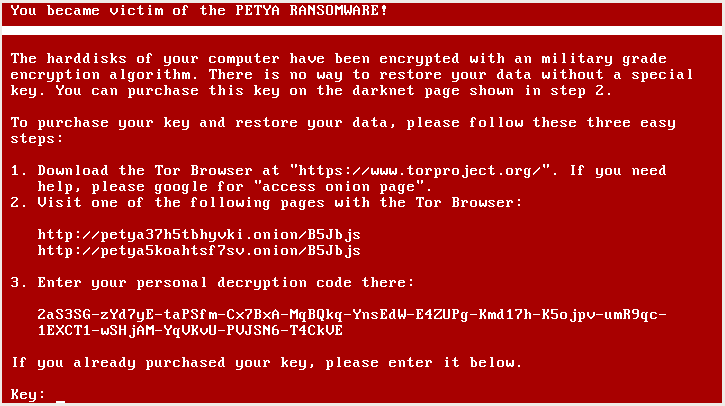 You became victim of the PETYA RANSOMWARE!
The harddisks of your computer have been encrypted with an military grade
encryption algorithm. There is no way to restore your data without a special
key. You can purchase this key on the darknet page shown in step 2.
To purchase your key and restore your data, please follow these three easy
steps:
1. Download the Tor Browser at "https://www.torproject.org/". If you need
help, please google for "access onion page".
2. Visit one of the following pages with the Tor Browser:
http://petya37h5tbhyvki.onion/B5Jbjs
http://petya5koahtsf7sv.onion/B5Jbjs
3. Enter your personal decryption code there:
2aS3SG-zYd7yE-taPSfm-Cx7BxA-MqBQkq-YnsEdW-E4ZUPg-Kmd17h-K5ojpv-umR9qc-
1EXCT1-wSHjAM-YqVKvU-PVJSN6-T4CkVE
If you already purchased your key, please enter it below.
Key: _